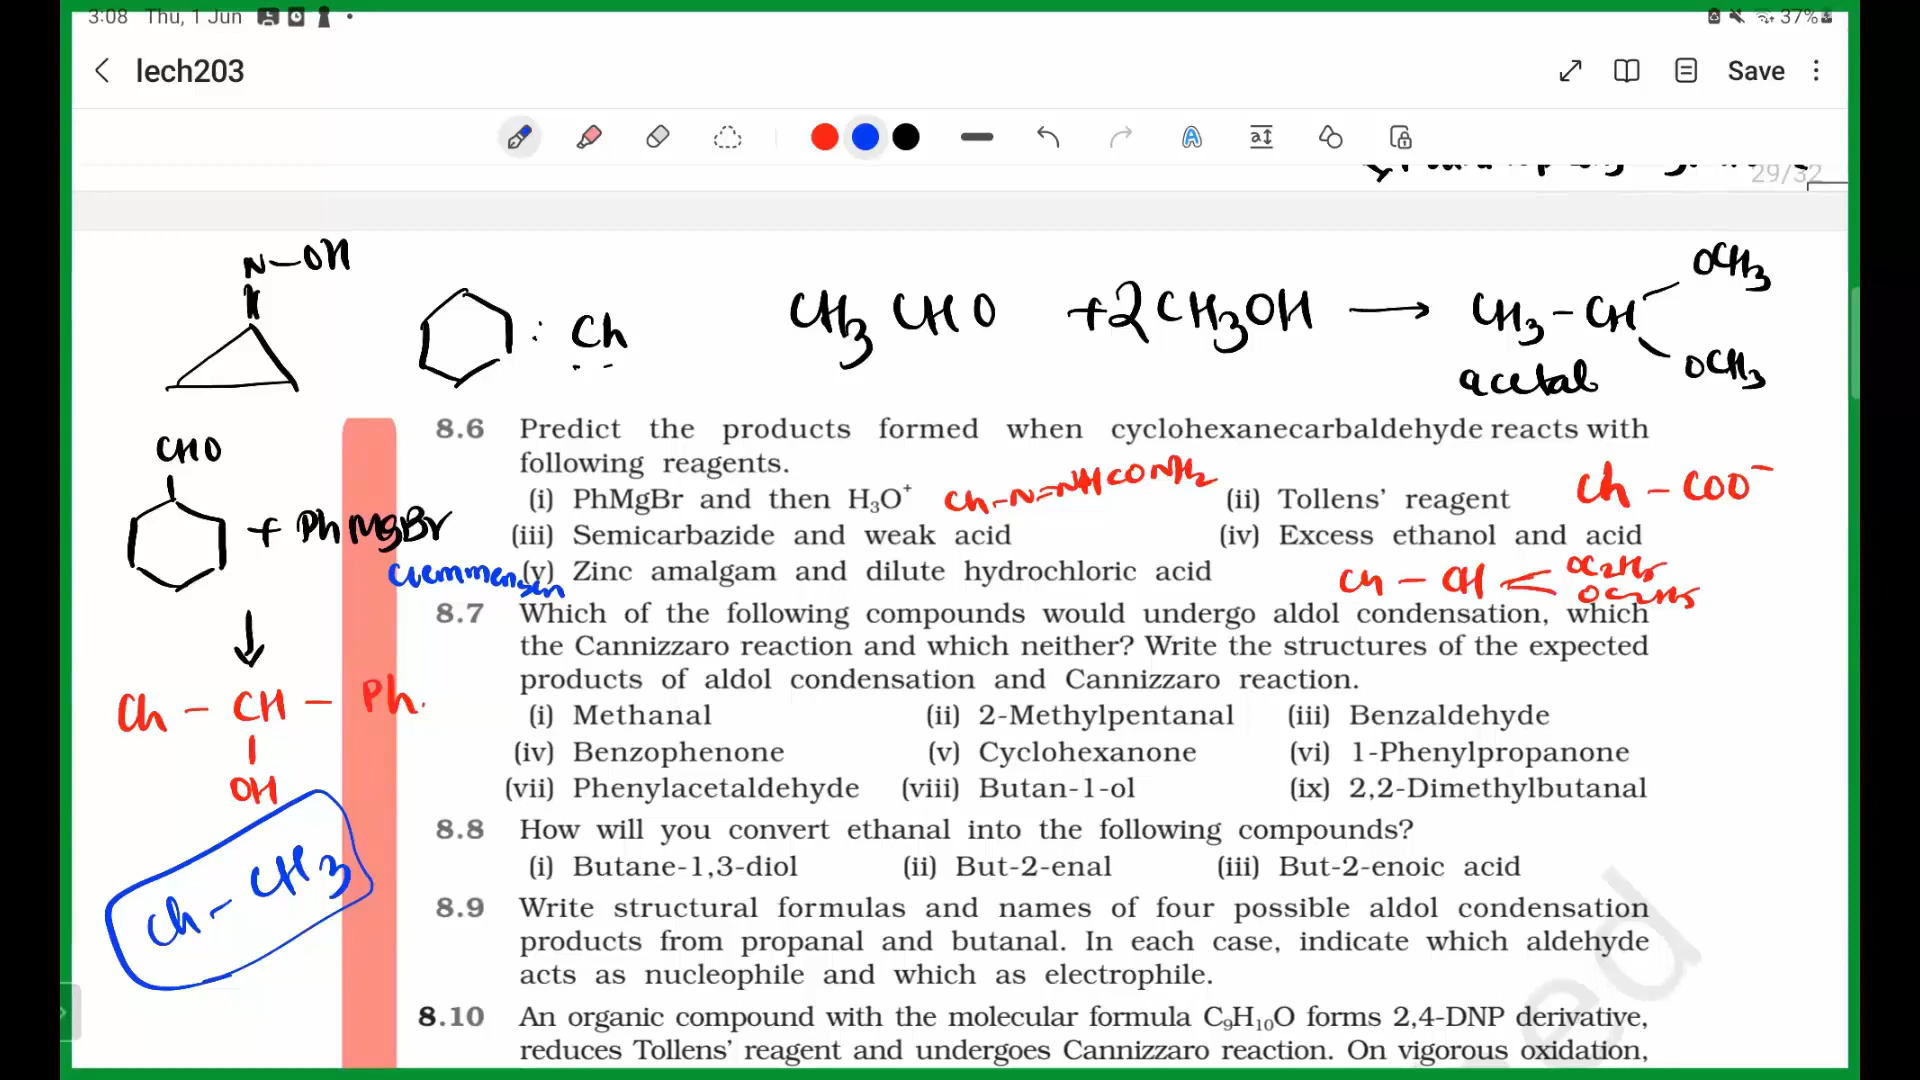 3:08 Thu, 1 Jun
37%
lech203
Save
29/32
N-OH
: Ch
CH3 CHO + 2CH3OH → CH3-CH
OCH3
OCH3
acetal
8.6 Predict the products formed when cyclohexanecarbaldehyde reacts with
following reagents.
(i) PhMgBr and then H₃O⁺ (ii) Tollens' reagent
Ch-N=NHCONH2
Ch-COO⁻
(iii) Semicarbazide and weak acid (iv) Excess ethanol and acid
(v) Zinc amalgam and dilute hydrochloric acid
Clemmensen
Ch-CH
OC2H5
OC2H5
CHO
+ PhMgBr
Ch - CH - Ph.
OH
Ch - CH3
8.7 Which of the following compounds would undergo aldol condensation, which
the Cannizzaro reaction and which neither? Write the structures of the expected
products of aldol condensation and Cannizzaro reaction.
(i) Methanal (ii) 2-Methylpentanal (iii) Benzaldehyde
(iv) Benzophenone (v) Cyclohexanone (vi) 1-Phenylpropanone
(vii) Phenylacetaldehyde (viii) Butan-1-ol (ix) 2,2-Dimethylbutanal
8.8 How will you convert ethanal into the following compounds?
(i) Butane-1,3-diol (ii) But-2-enal (iii) But-2-enoic acid
8.9 Write structural formulas and names of four possible aldol condensation
products from propanal and butanal. In each case, indicate which aldehyde
acts as nucleophile and which as electrophile.
8.10 An organic compound with the molecular formula C₉H₁₀O forms 2,4-DNP derivative,
reduces Tollens' reagent and undergoes Cannizzaro reaction. On vigorous oxidation,